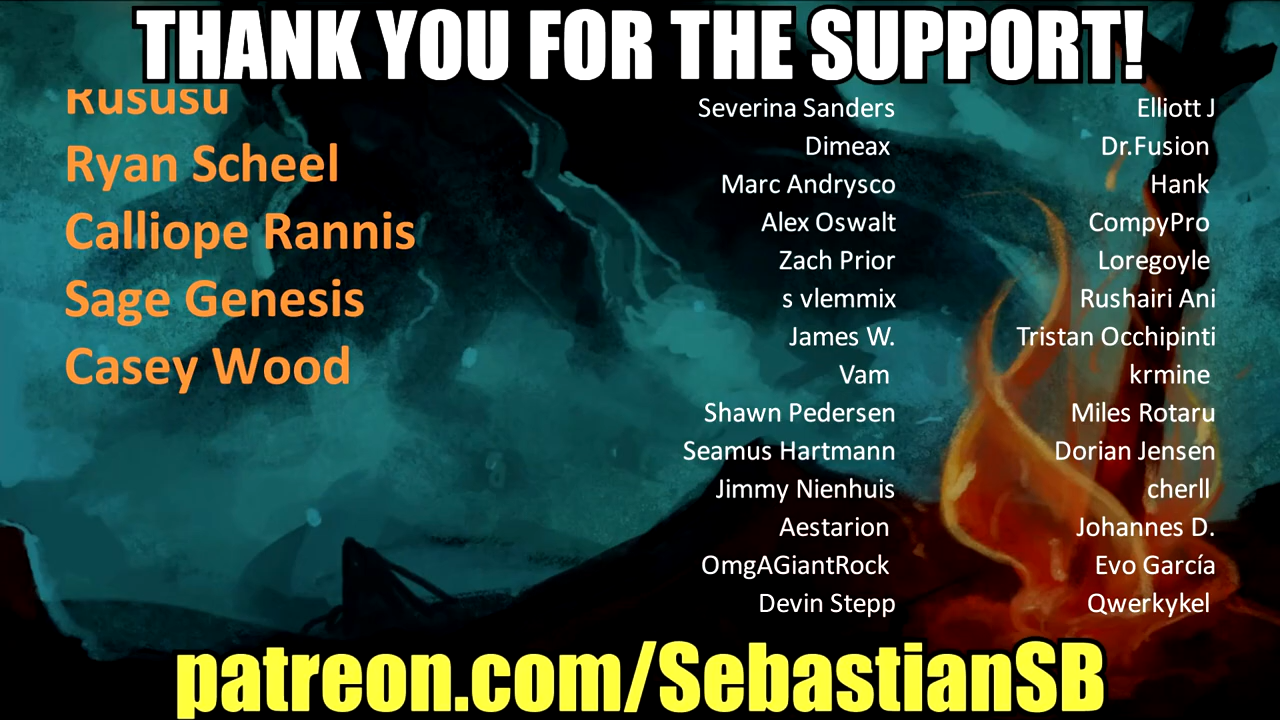 THANK YOU FOR THE SUPPORT!
Rususu
Ryan Scheel
Calliope Rannis
Sage Genesis
Casey Wood
Severina Sanders
Dimeax
Marc Andrysco
Alex Oswalt
Zach Prior
s vlemmix
James W.
Vam
Shawn Pedersen
Seamus Hartmann
Jimmy Nienhuis
Aestarion
OmgAGiantRock
Devin Stepp
Elliott J
Dr.Fusion
Hank
CompyPro
Loregoyle
Rushairi Ani
Tristan Occhipinti
krmine
Miles Rotaru
Dorian Jensen
cherll
Johannes D.
Evo García
Qwerkykel
patreon.com/SebastianSB